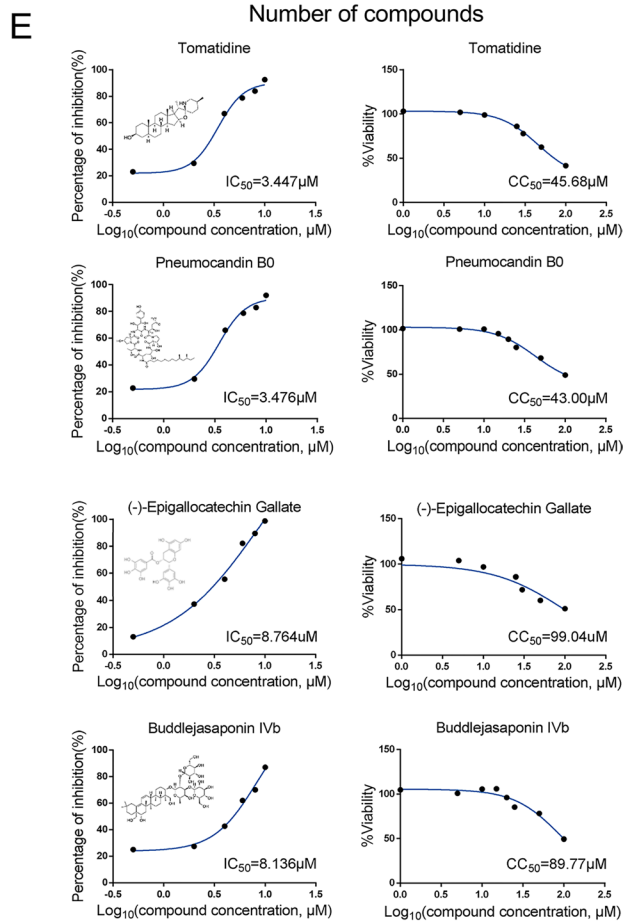 E
Number of compounds
Tomatidine
Percentage of inhibition(%)
100
80
60
40
20
0
HO
H
H
H
H
HN
O
IC50=3.447μM
-0.5
0.0
0.5
1.0
1.5
Log10(compound concentration, μM)
Tomatidine
%Viability
150
100
50
0
CC50=45.68μM
0.0
0.5
1.0
1.5
2.0
2.5
Log10(compound concentration, μM)
Pneumocandin B0
Percentage of inhibition(%)
100
80
60
40
20
0
IC50=3.476μM
-0.5
0.0
0.5
1.0
1.5
Log10(compound concentration, μM)
Pneumocandin B0
%Viability
150
100
50
0
CC50=43.00μM
0.0
0.5
1.0
1.5
2.0
2.5
Log10(compound concentration, μM)
(-)-Epigallocatechin Gallate
Percentage of inhibition(%)
100
80
60
40
20
0
IC50=8.764uM
-0.5
0.0
0.5
1.0
1.5
Log10(compound concentration, μM)
(-)-Epigallocatechin Gallate
%Viability
150
100
50
0
CC50=99.04uM
0.0
0.5
1.0
1.5
2.0
2.5
Log10(compound concentration, μM)
Buddlejasaponin IVb
Percentage of inhibition(%)
100
80
60
40
20
0
IC50=8.136μM
-0.5
0.0
0.5
1.0
1.5
Log10(compound concentration, μM)
Buddlejasaponin IVb
%Viability
150
100
50
0
CC50=89.77μM
0.0
0.5
1.0
1.5
2.0
2.5
Log10(compound concentration, μM)